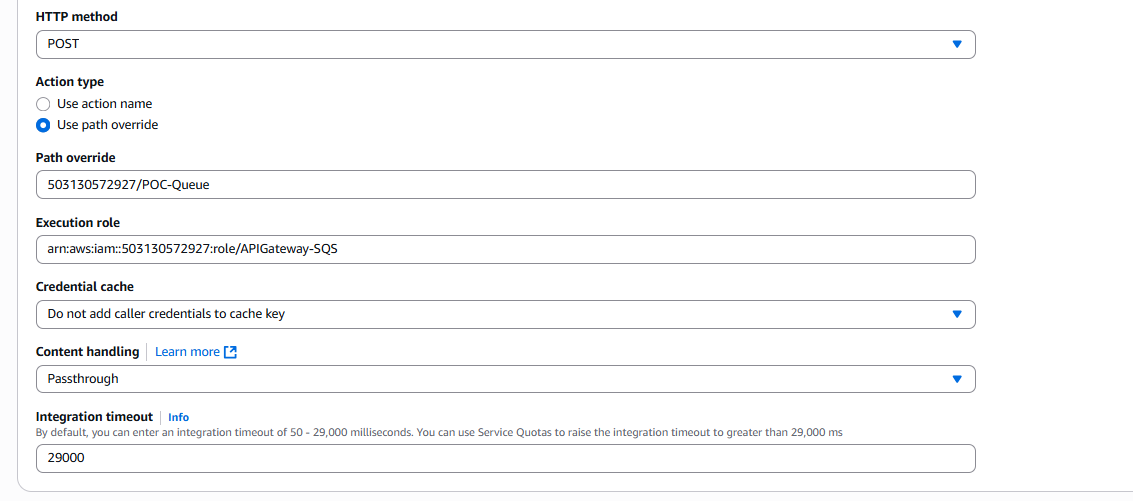 HTTP method
POST
Action type
Use action name
Use path override
Path override
503130572927/POC-Queue
Execution role
arn:aws:iam::503130572927:role/APIGateway-SQS
Credential cache
Do not add caller credentials to cache key
Content handling Learn more
Passthrough
Integration timeout Info
By default, you can enter an integration timeout of 50 - 29,000 milliseconds. You can use Service Quotas to raise the integration timeout to greater than 29,000 ms
29000